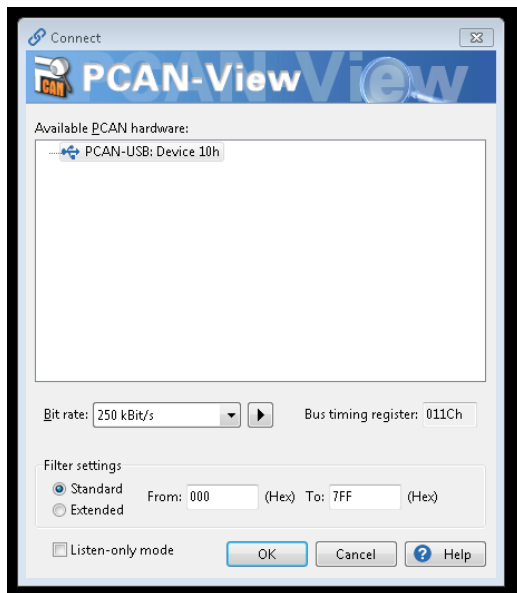 Connect
PCAN-View
Available PCAN hardware:
PCAN-USB: Device 10h
Bit rate: 250 kBit/s Bus timing register: 011Ch
Filter settings
Standard
From: 000 (Hex) To: 7FF (Hex)
Extended
Listen-only mode OK Cancel ? Help